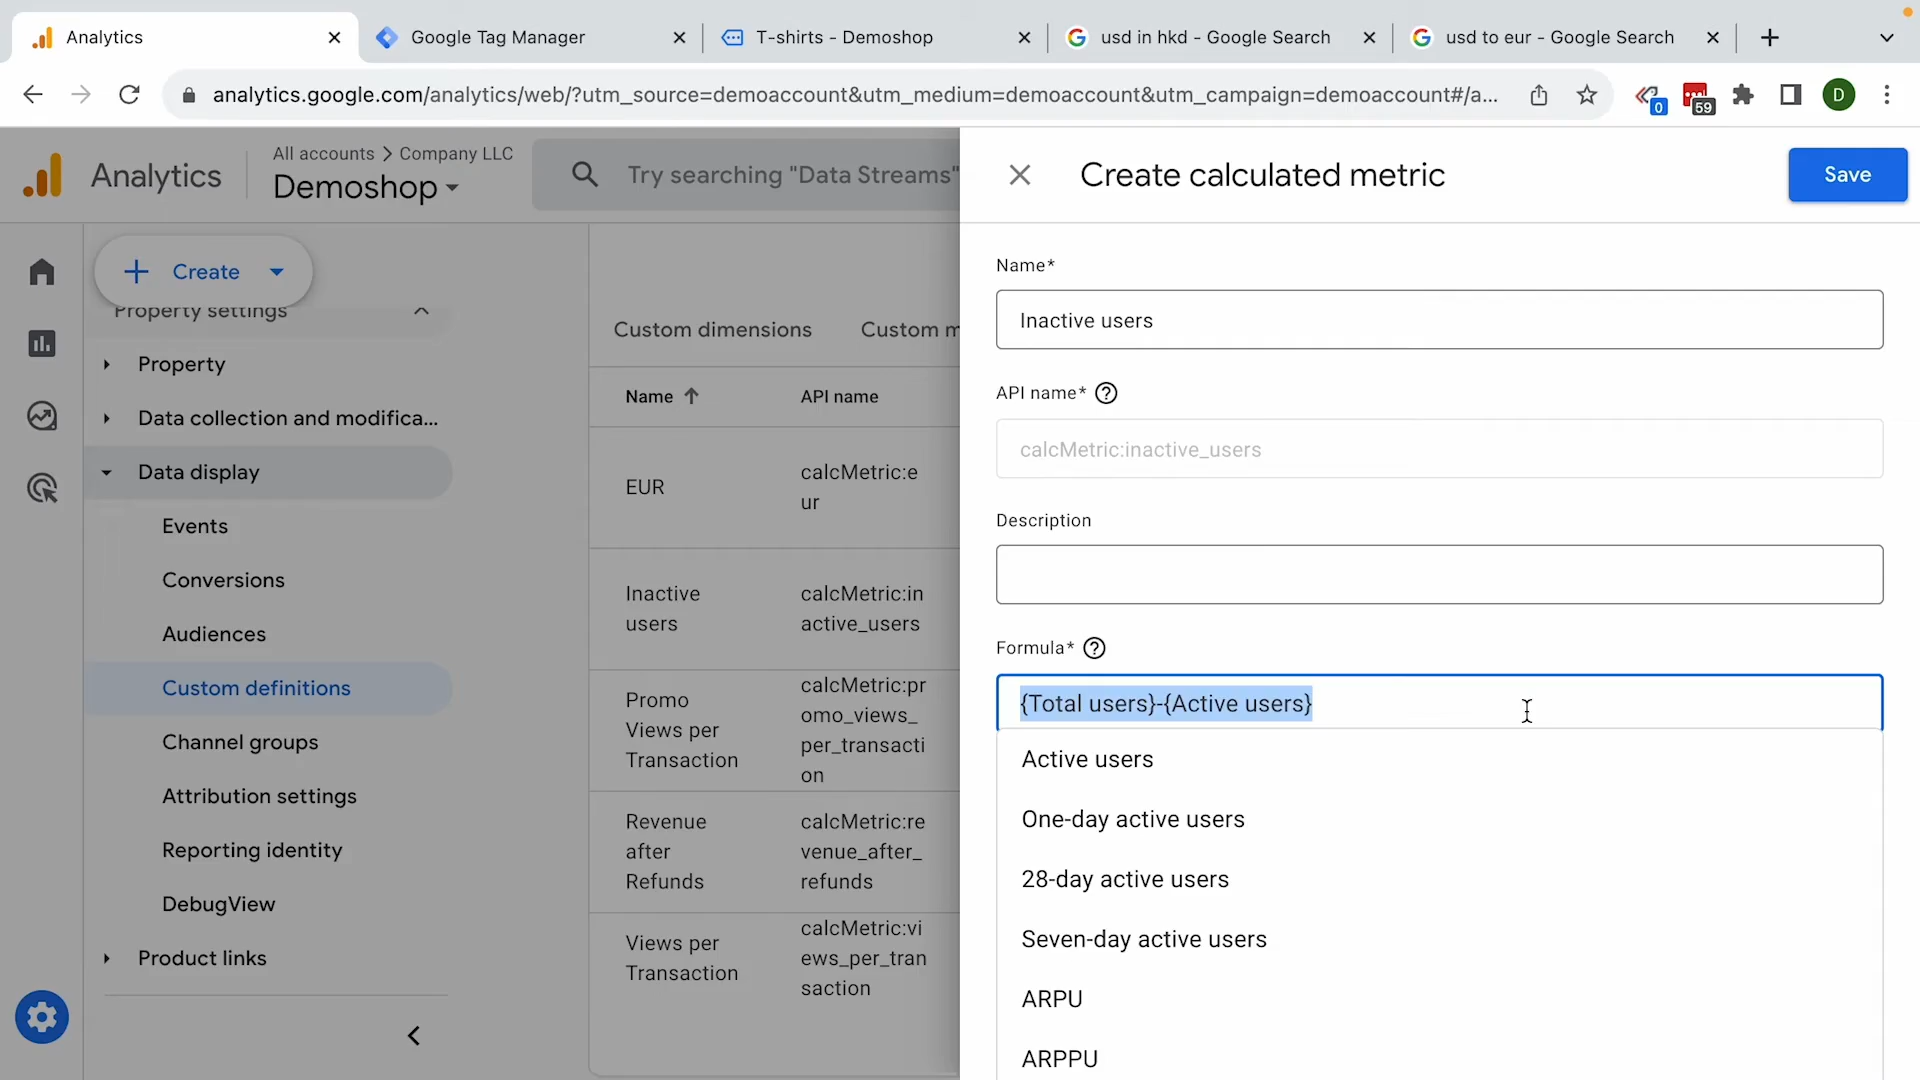 Analytics
Google Tag Manager
T-shirts - Demoshop
usd in hkd - Google Search
usd to eur - Google Search
analytics.google.com/analytics/web/?utm_source=demoaccount&utm_medium=demoaccount&utm_campaign=demoaccount#/a...
0
59
D
Analytics
All accounts > Company LLC
Demoshop
Try searching "Data Streams"
Create calculated metric
Save
Create
Property settings
Property
Data collection and modifica...
Data display
Events
Conversions
Audiences
Custom definitions
Channel groups
Attribution settings
Reporting identity
DebugView
Product links
Custom dimensions
Custom m
Name
API name
EUR
calcMetric:e
ur
Inactive
users
calcMetric:in
active_users
Promo
Views per
Transaction
calcMetric:pr
omo_views_
per_transacti
on
Revenue
after
Refunds
calcMetric:re
venue_after_
refunds
Views per
Transaction
calcMetric:vi
ews_per_tran
saction
Name*
Inactive users
API name*
calcMetric:inactive_users
Description
Formula*
{Total users}-{Active users}
Active users
One-day active users
28-day active users
Seven-day active users
ARPU
ARPPU